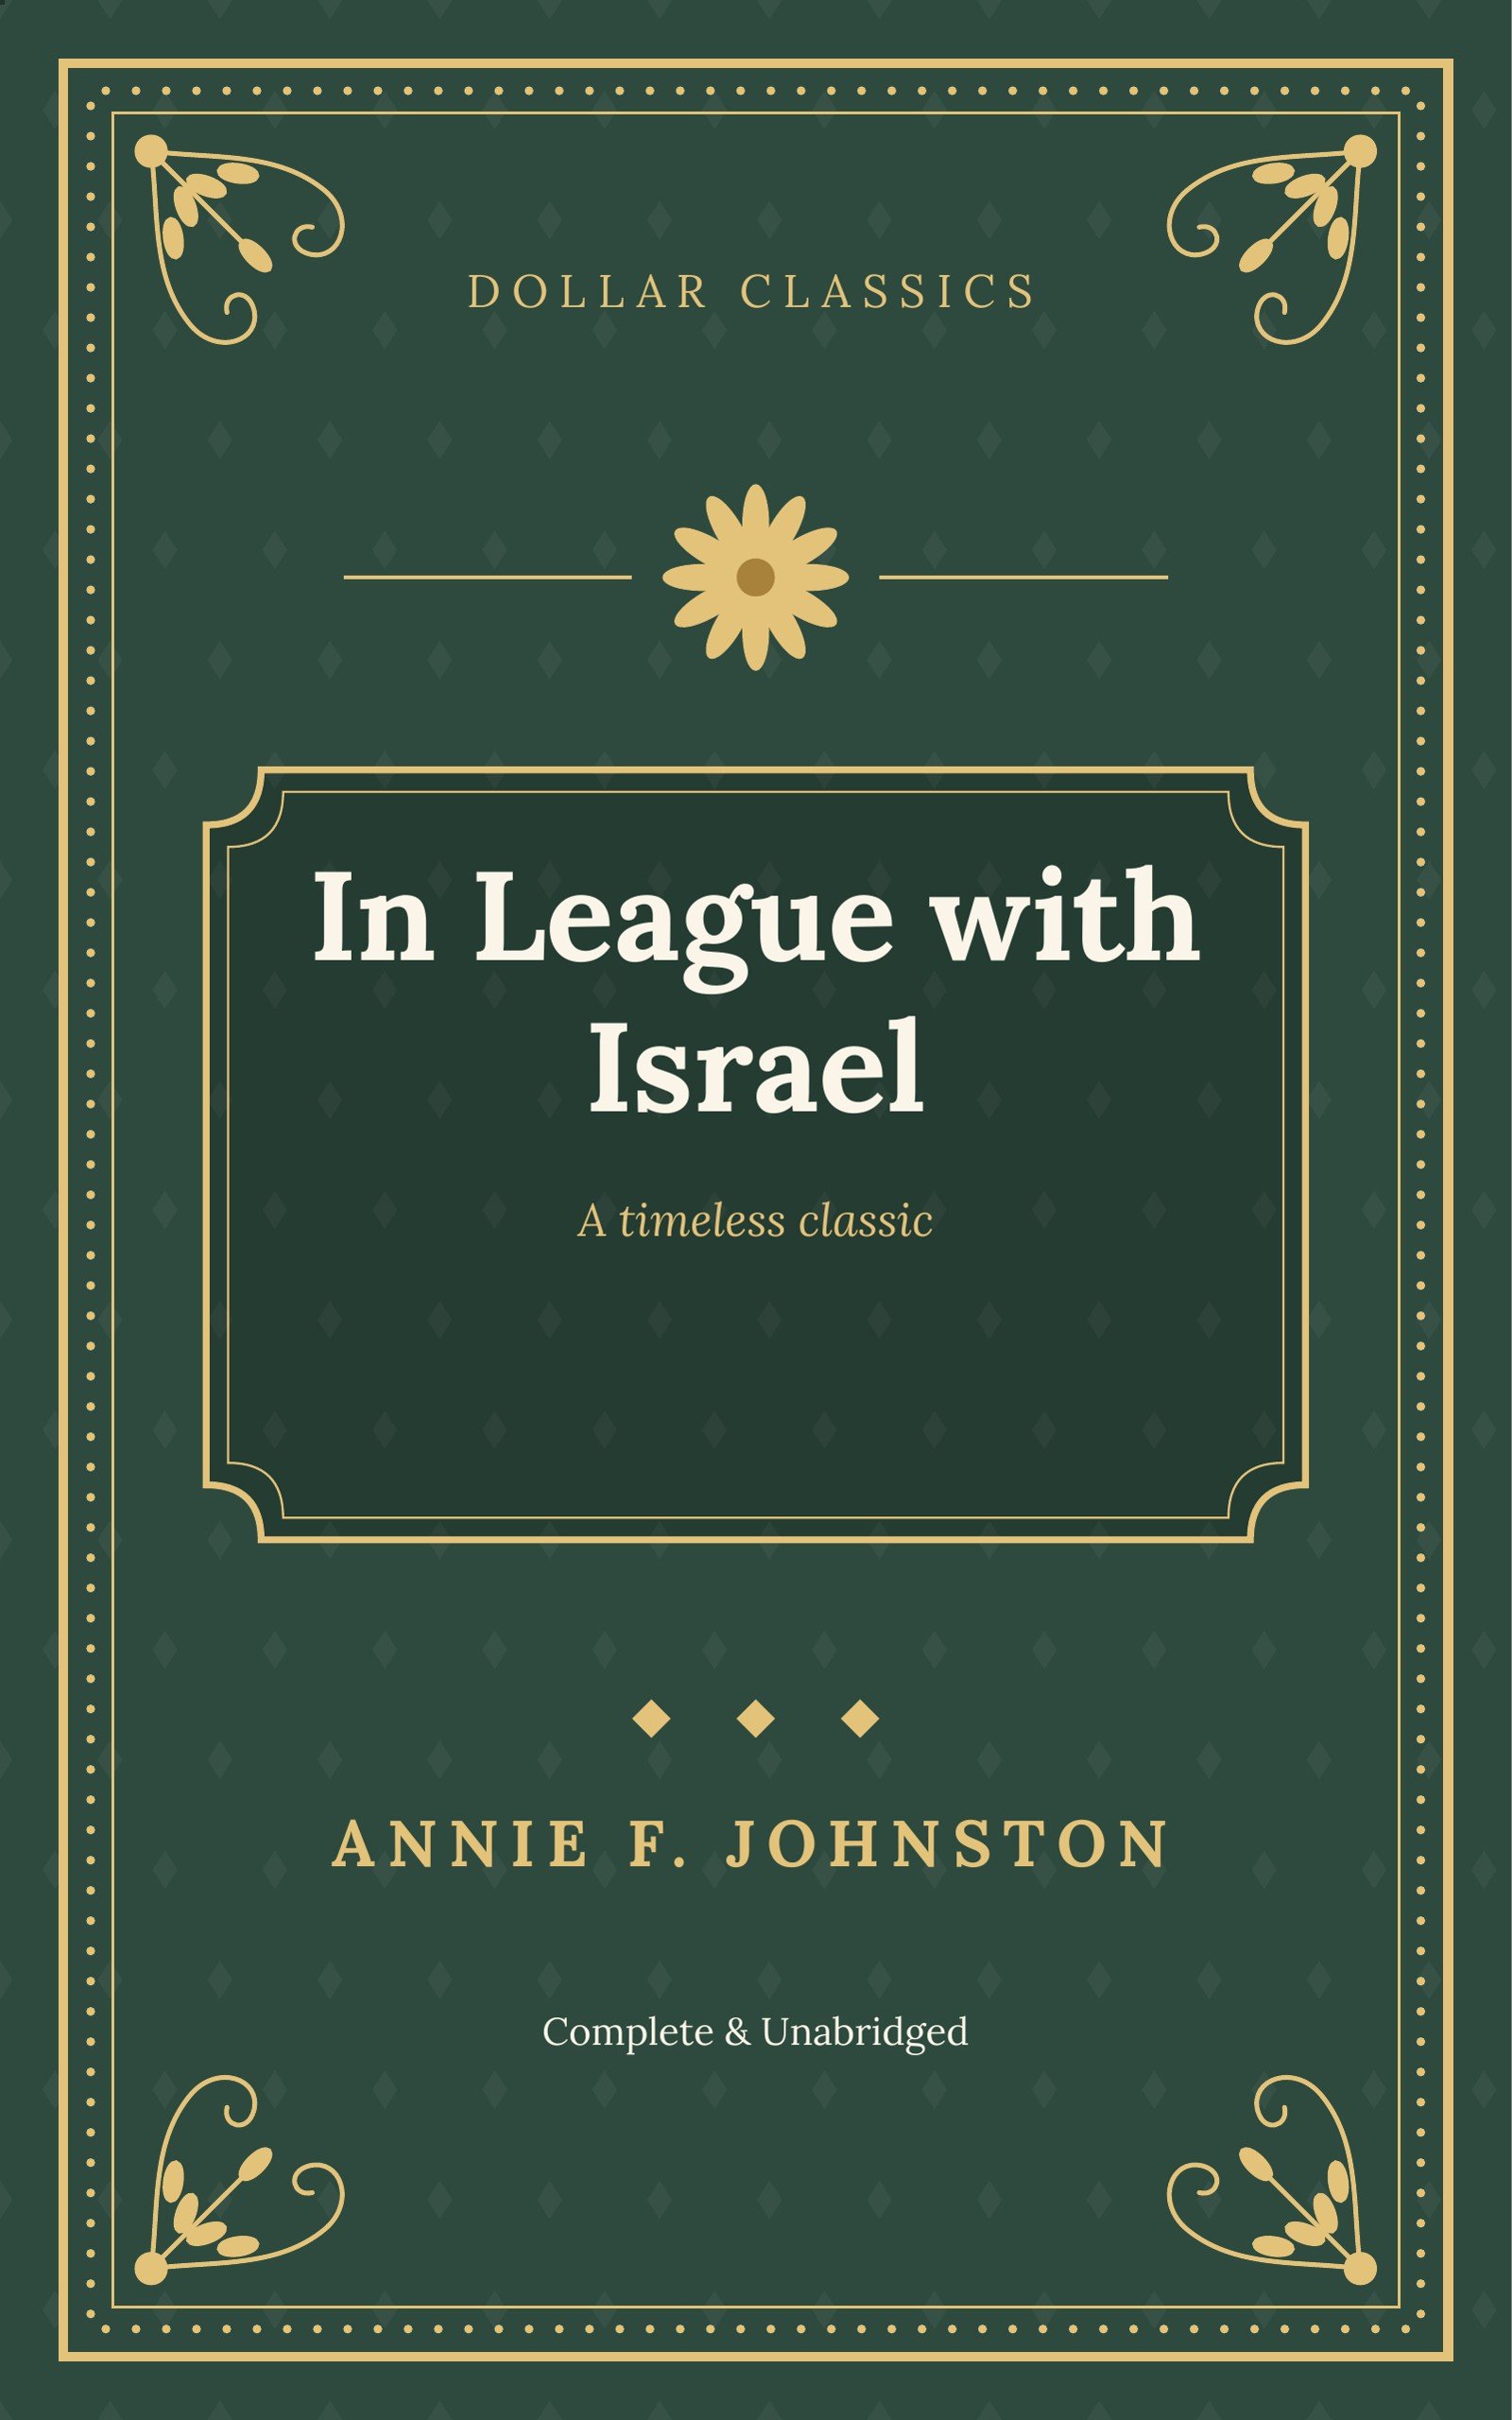 DOLLAR CLASSICS
In League with
Israel
A timeless classic
ANNIE F. JOHNSTON
Complete & Unabridged